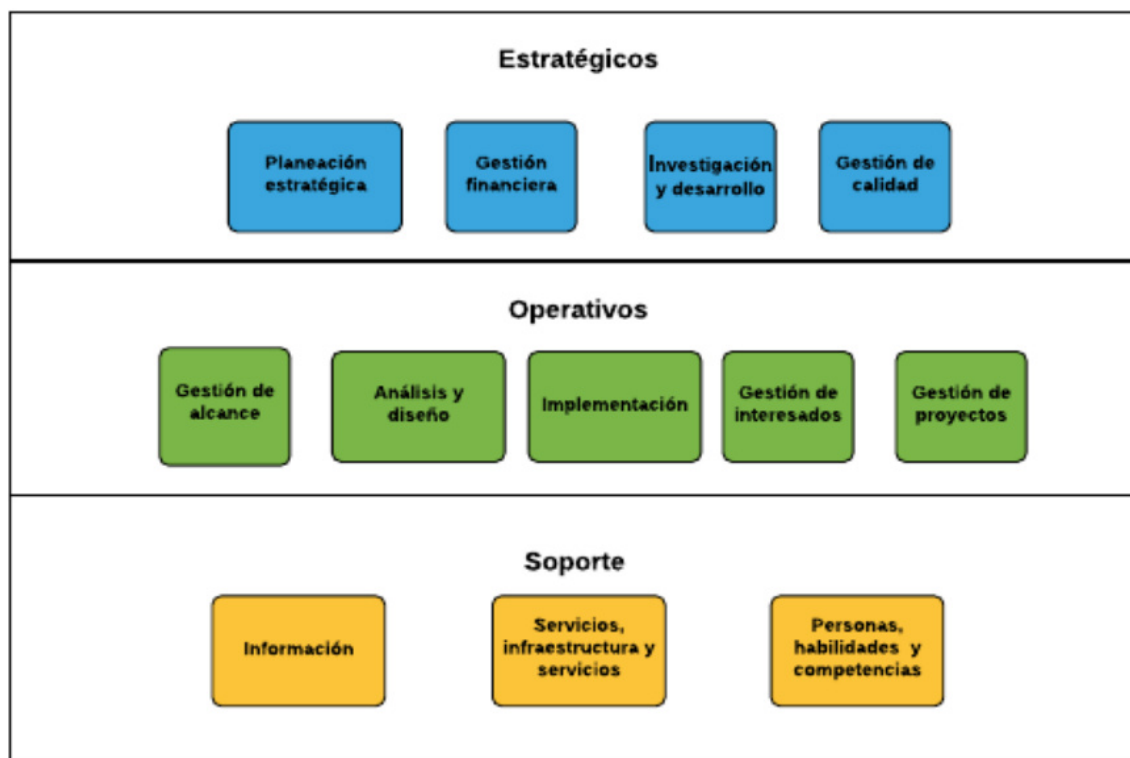 Estratégicos
Planeación
estratégica
Gestión
financiera
Investigación
y desarrollo
Gestión de
calidad
Operativos
Gestión de
alcance
Análisis y
diseño
Implementación
Gestión de
interesados
Gestión de
proyectos
Soporte
Información
Servicios,
infraestructura y
servicios
Personas,
habilidades y
competencias